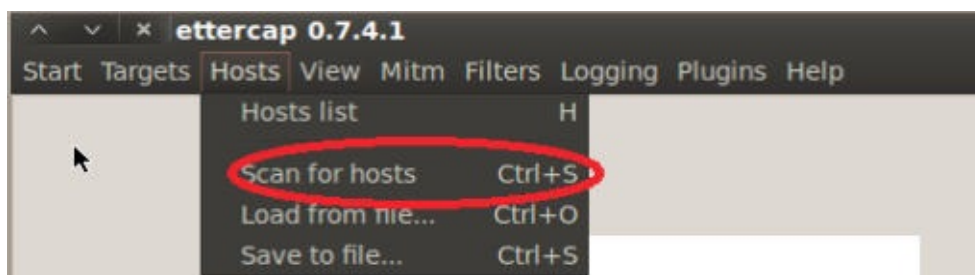 ettercap 0.7.4.1
Start Targets Hosts View Mitm Filters Logging Plugins Help
Hosts list H
Scan for hosts Ctrl+S
Load from file... Ctrl+O
Save to file... Ctrl+S